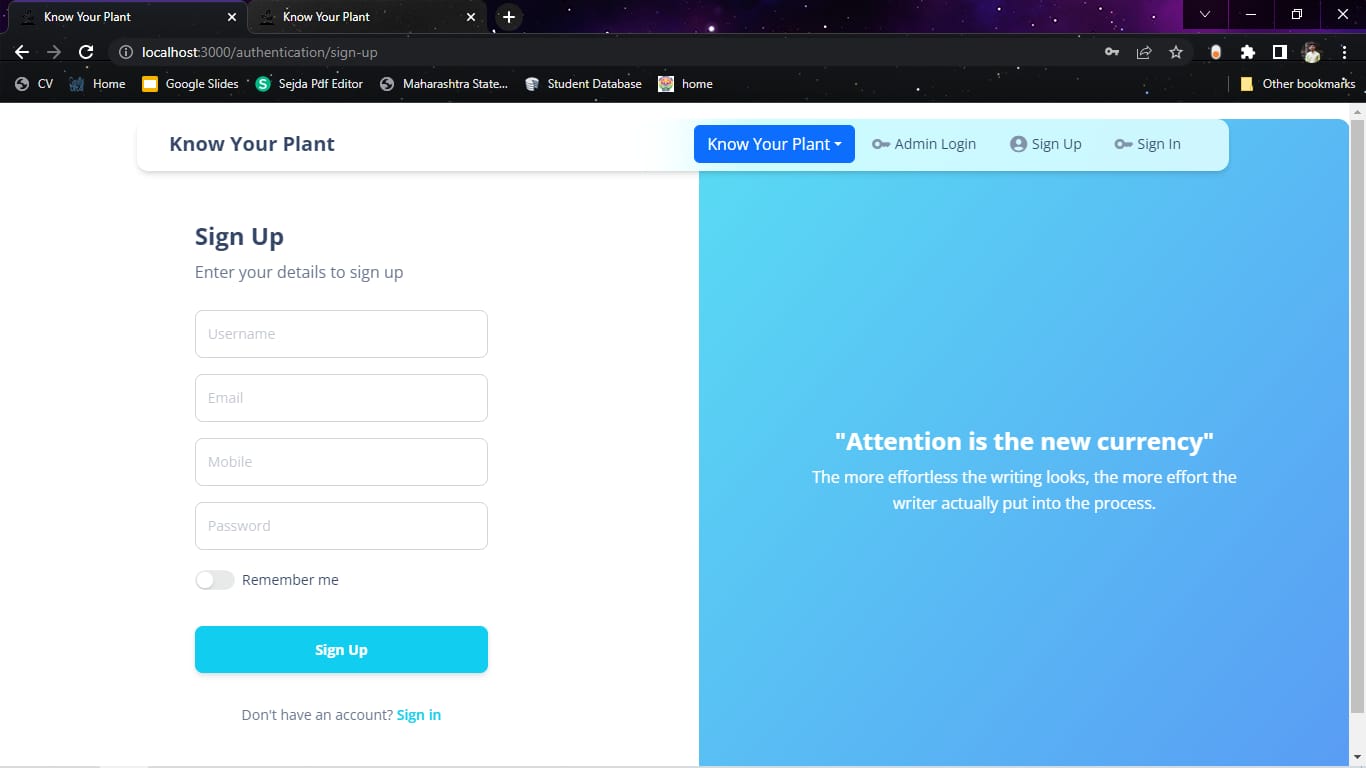 Know Your Plant
Know Your Plant
localhost:3000/authentication/sign-up
CV Home Google Slides Sejda Pdf Editor Maharashtra State... Student Database home Other bookmarks
Know Your Plant Know Your Plant Admin Login Sign Up Sign In
Sign Up
Enter your details to sign up
Username
Email
Mobile
Password
Remember me
Sign Up
Don't have an account? Sign in
"Attention is the new currency"
The more effortless the writing looks, the more effort the
writer actually put into the process.